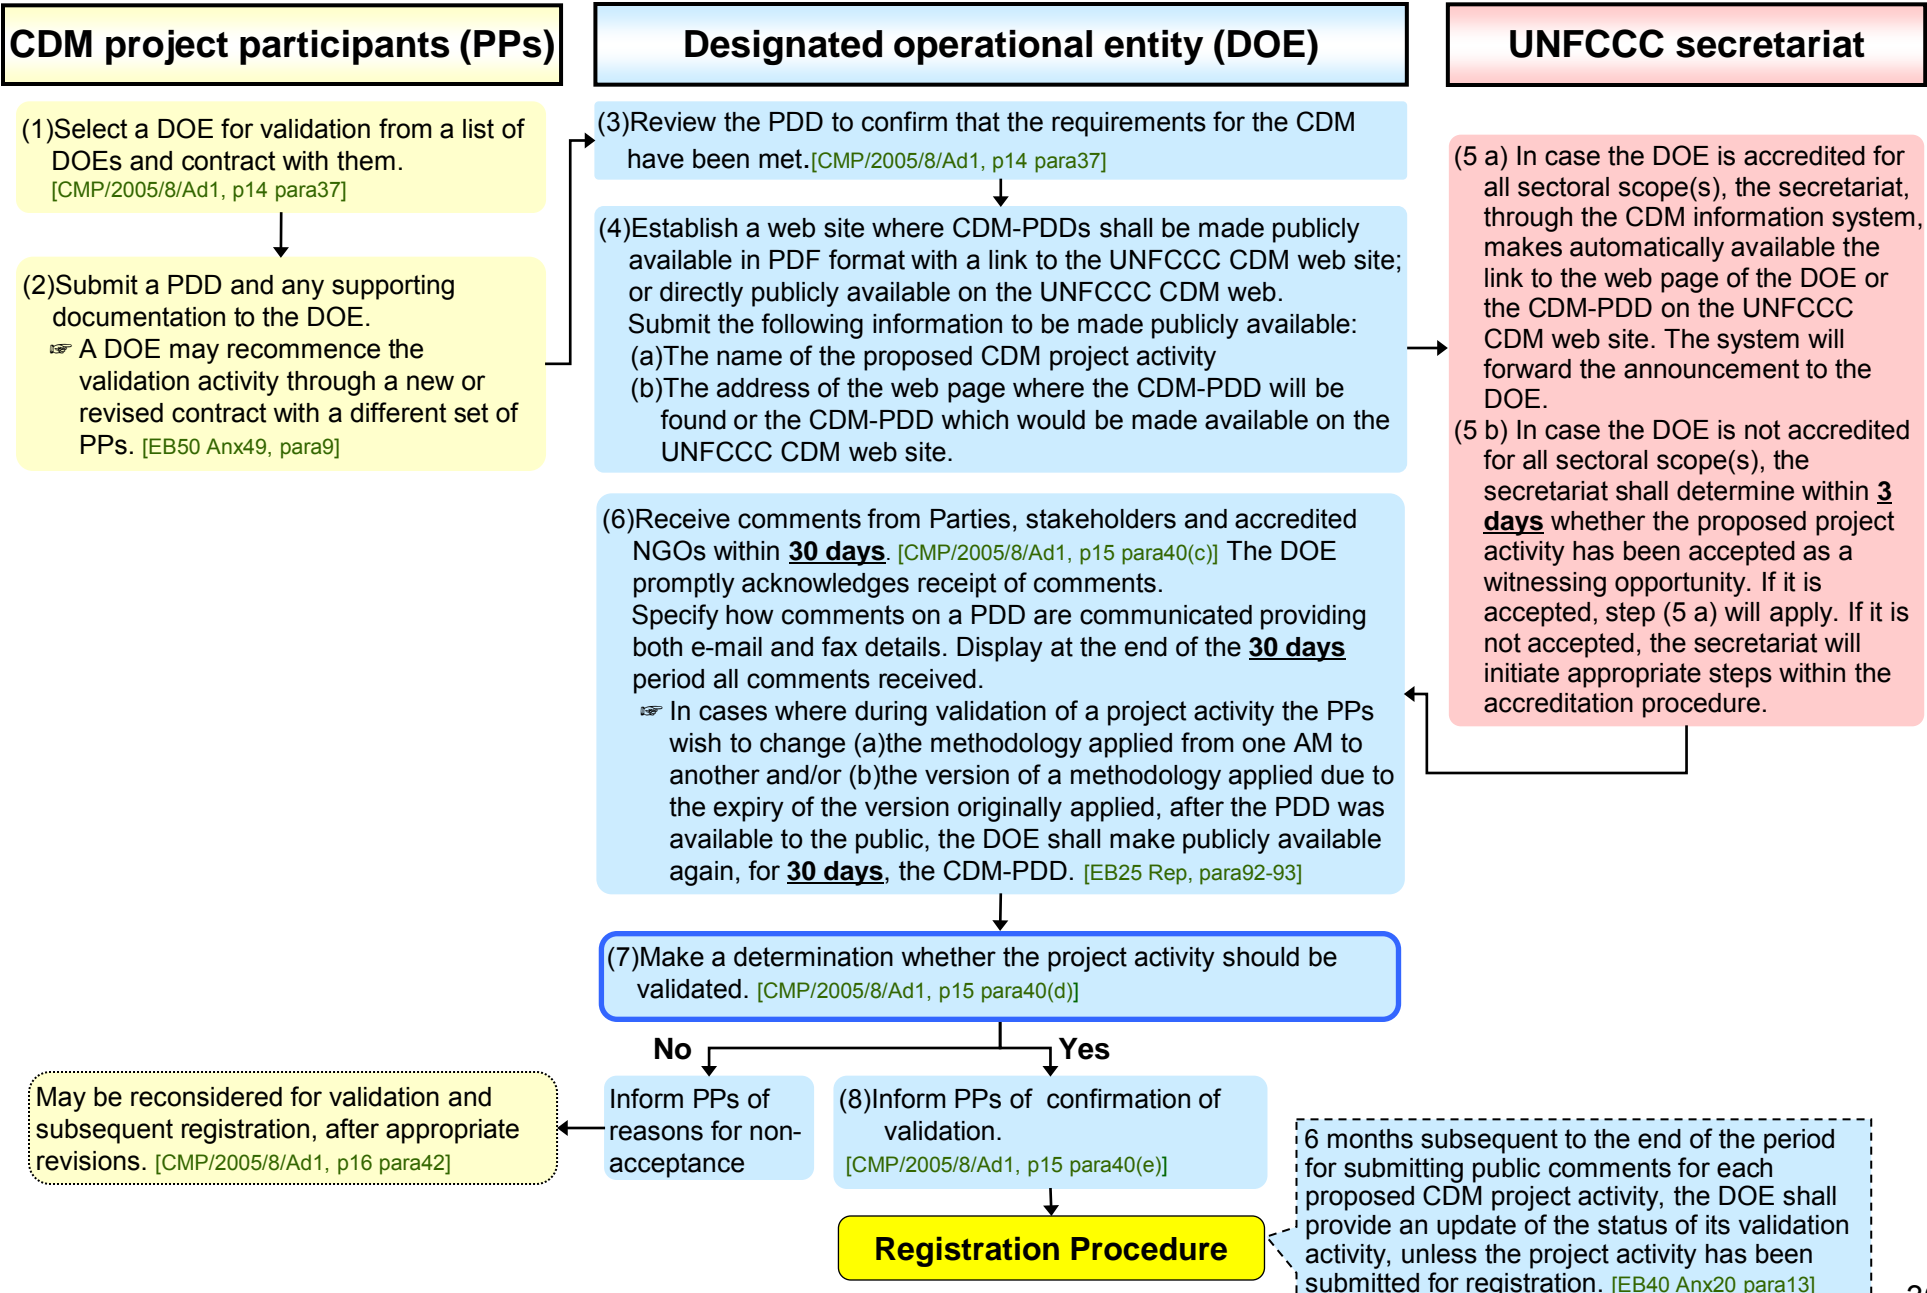 CDM project participants (PPs)
Designated operational entity (DOE)
UNFCCC secretariat
(1)Select a DOE for validation from a list of
DOEs and contract with them.
[CMP/2005/8/Ad1, p14 para37]
(2)Submit a PDD and any supporting
documentation to the DOE.
☞ A DOE may recommence the
validation activity through a new or
revised contract with a different set of
PPs. [EB50 Anx49, para9]
(3)Review the PDD to confirm that the requirements for the CDM
have been met.[CMP/2005/8/Ad1, p14 para37]
(4)Establish a web site where CDM-PDDs shall be made publicly
available in PDF format with a link to the UNFCCC CDM web site;
or directly publicly available on the UNFCCC CDM web.
Submit the following information to be made publicly available:
(a)The name of the proposed CDM project activity
(b)The address of the web page where the CDM-PDD will be
found or the CDM-PDD which would be made available on the
UNFCCC CDM web site.
(5 a) In case the DOE is accredited for
all sectoral scope(s), the secretariat,
through the CDM information system,
makes automatically available the
link to the web page of the DOE or
the CDM-PDD on the UNFCCC
CDM web site. The system will
forward the announcement to the
DOE.
(5 b) In case the DOE is not accredited
for all sectoral scope(s), the
secretariat shall determine within 3
days whether the proposed project
activity has been accepted as a
witnessing opportunity. If it is
accepted, step (5 a) will apply. If it is
not accepted, the secretariat will
initiate appropriate steps within the
accreditation procedure.
(6)Receive comments from Parties, stakeholders and accredited
NGOs within 30 days. [CMP/2005/8/Ad1, p15 para40(c)] The DOE
promptly acknowledges receipt of comments.
Specify how comments on a PDD are communicated providing
both e-mail and fax details. Display at the end of the 30 days
period all comments received.
☞ In cases where during validation of a project activity the PPs
wish to change (a)the methodology applied from one AM to
another and/or (b)the version of a methodology applied due to
the expiry of the version originally applied, after the PDD was
available to the public, the DOE shall make publicly available
again, for 30 days, the CDM-PDD. [EB25 Rep, para92-93]
(7)Make a determination whether the project activity should be
validated. [CMP/2005/8/Ad1, p15 para40(d)]
No
Yes
May be reconsidered for validation and
subsequent registration, after appropriate
revisions. [CMP/2005/8/Ad1, p16 para42]
Inform PPs of
reasons for non-
acceptance
(8)Inform PPs of confirmation of
validation.
[CMP/2005/8/Ad1, p15 para40(e)]
Registration Procedure
6 months subsequent to the end of the period
for submitting public comments for each
proposed CDM project activity, the DOE shall
provide an update of the status of its validation
activity, unless the project activity has been
submitted for registration. [EB40 Anx20 para13]